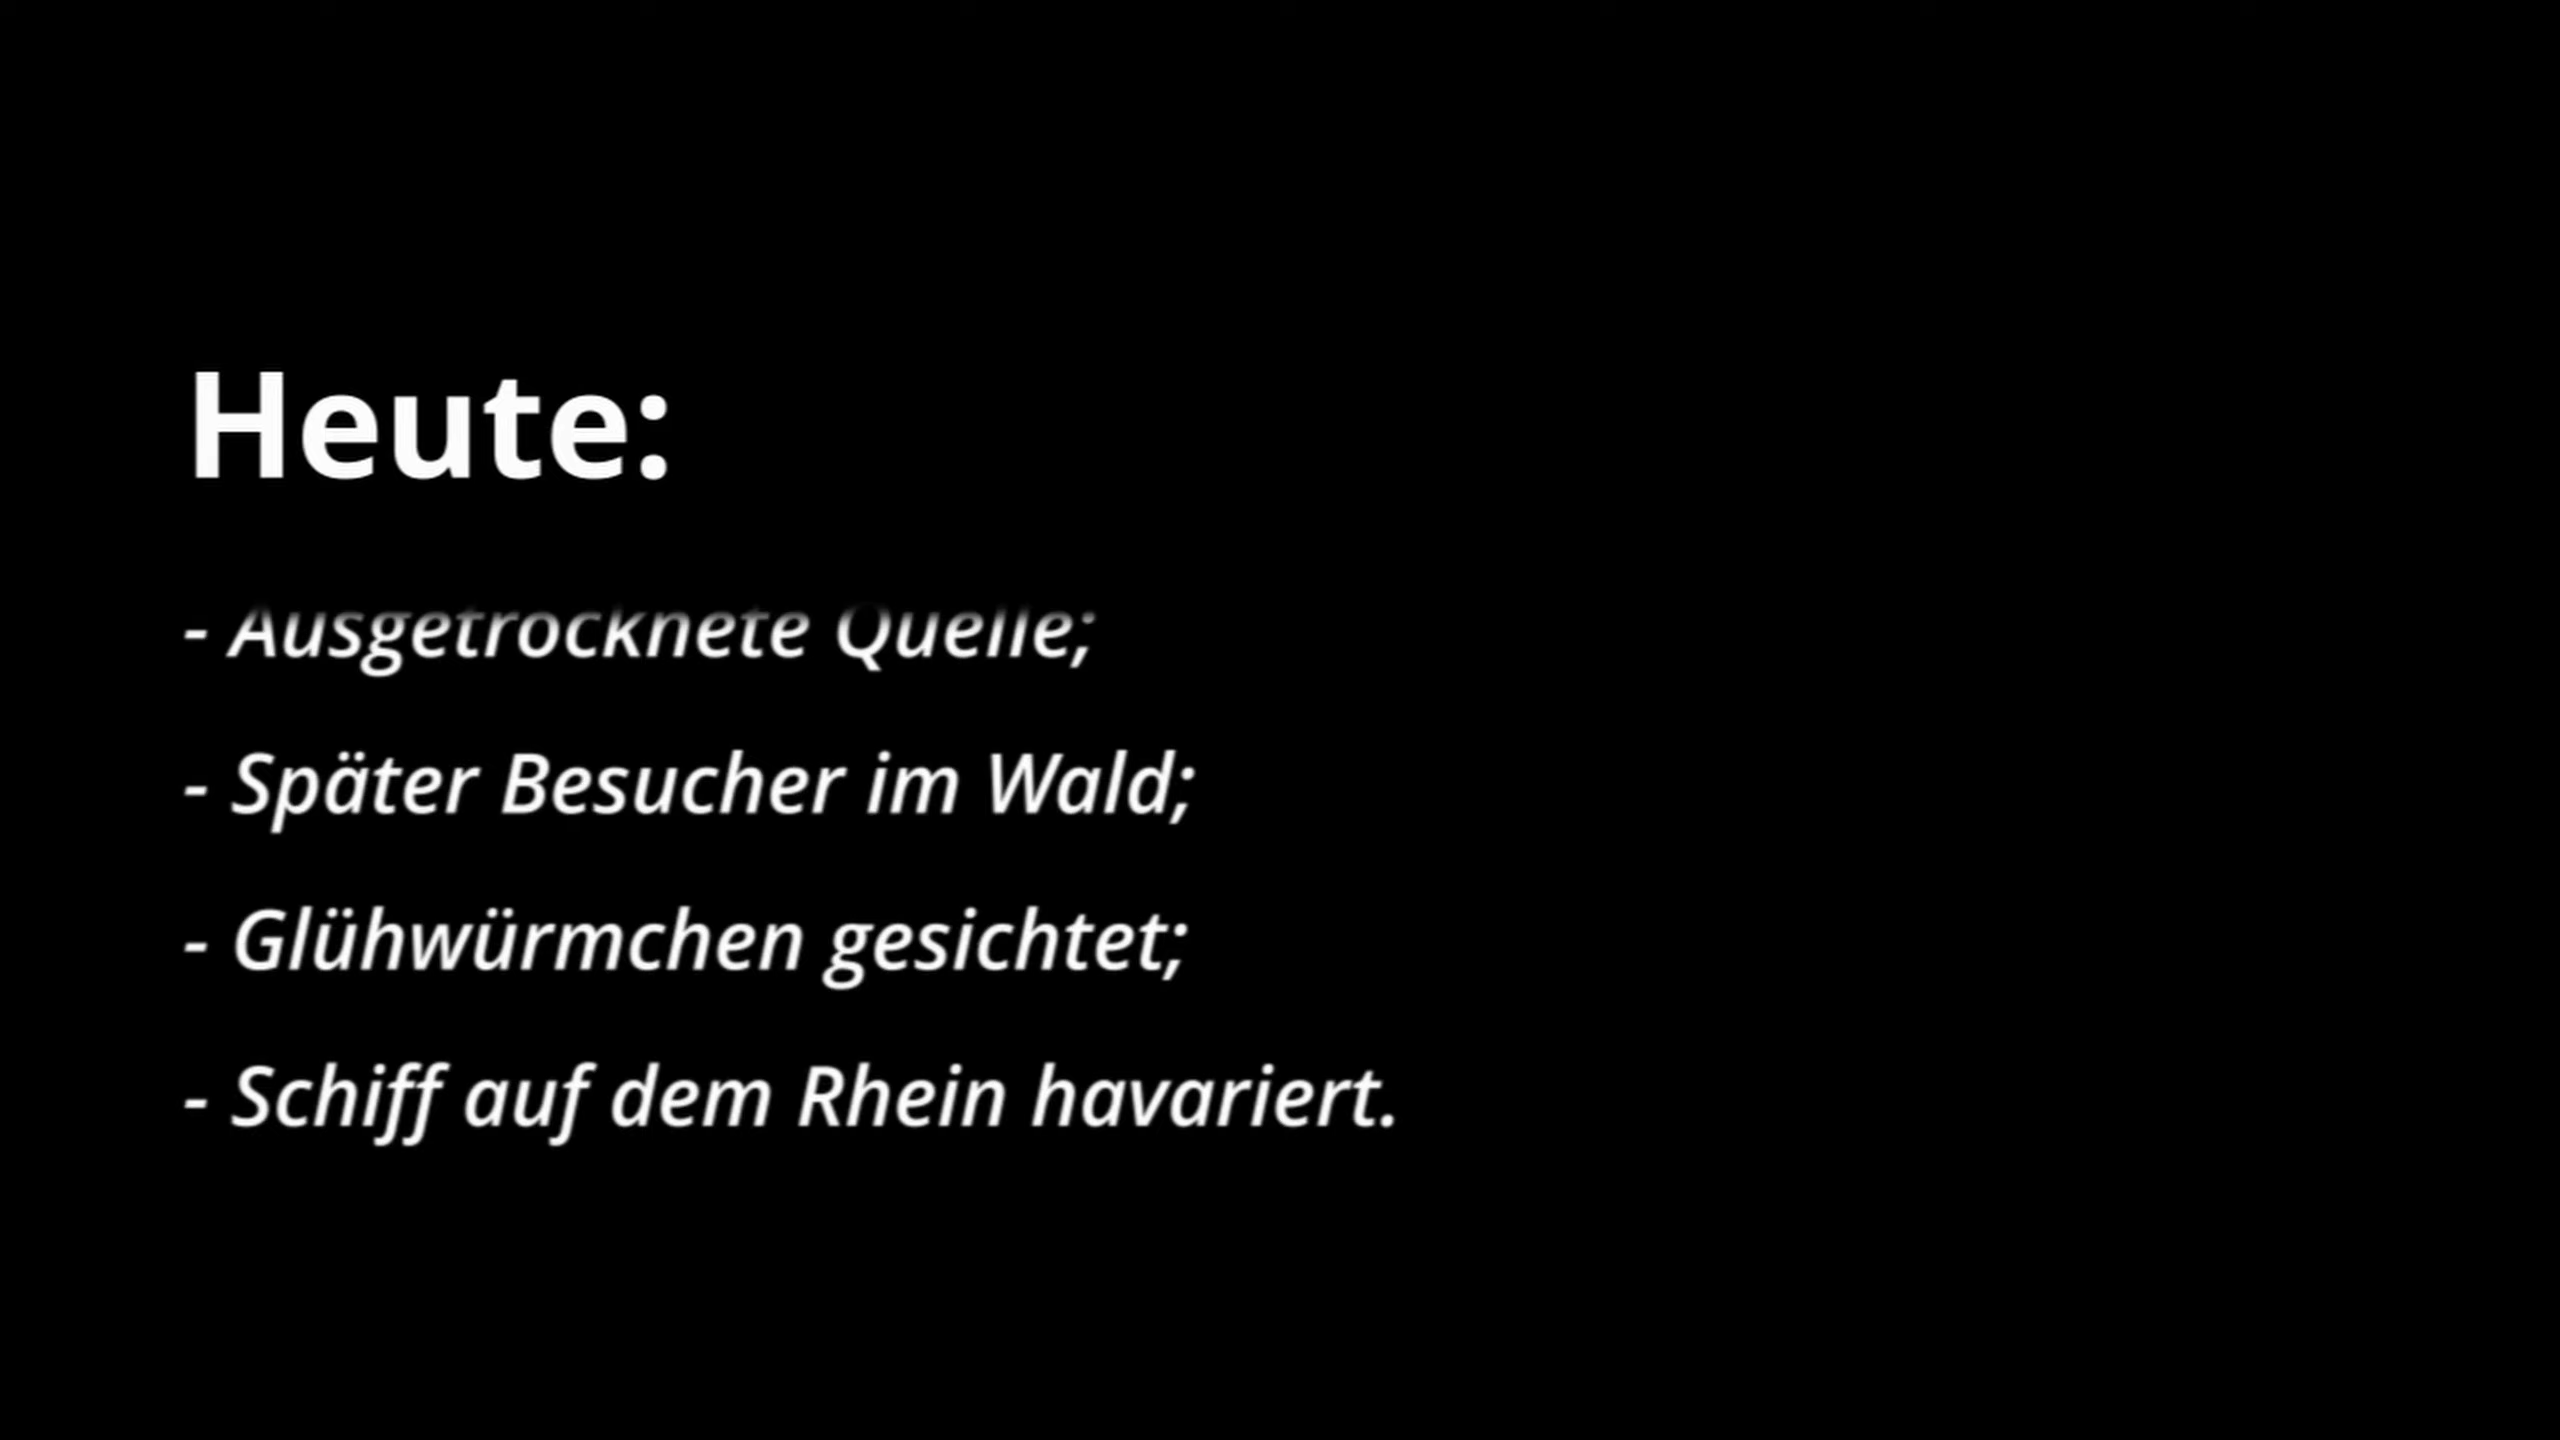 Heute:
- Ausgetrocknete Quelle;
- Später Besucher im Wald;
- Glühwürmchen gesichtet;
- Schiff auf dem Rhein havariert.